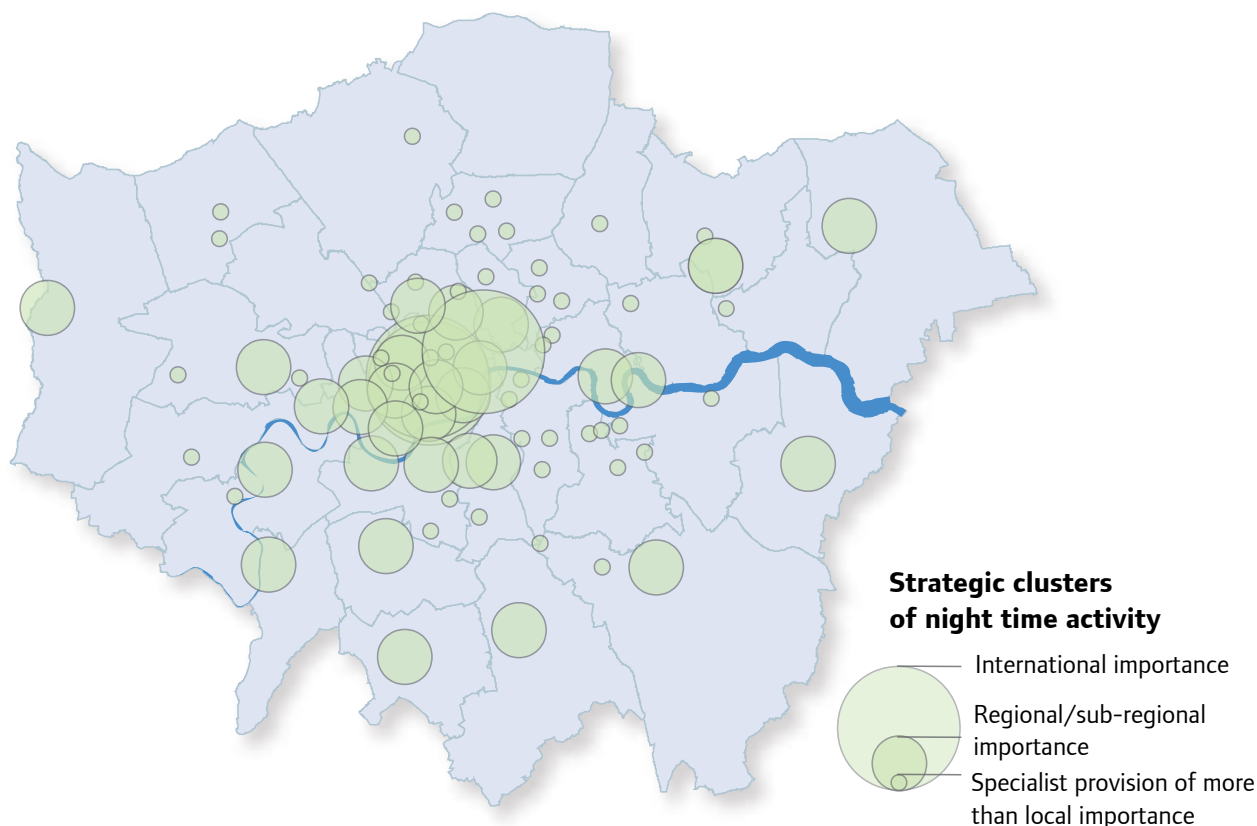 Strategic clusters
of night time activity
International importance
Regional/sub-regional
importance
Specialist provision of more
than local importance